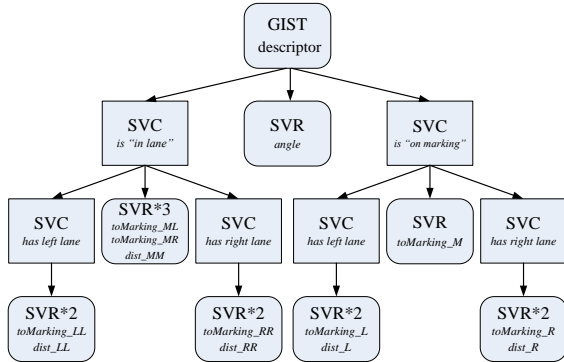 GIST
descriptor
SVC
is “in lane”
SVR
angle
SVC
is “on marking”
SVC
has left lane
SVR*3
toMarking_ML
toMarking_MR
dist_MM
SVC
has right lane
SVC
has left lane
SVR
toMarking_M
SVC
has right lane
SVR*2
toMarking_LL
dist_LL
SVR*2
toMarking_RR
dist_RR
SVR*2
toMarking_L
dist_L
SVR*2
toMarking_R
dist_R